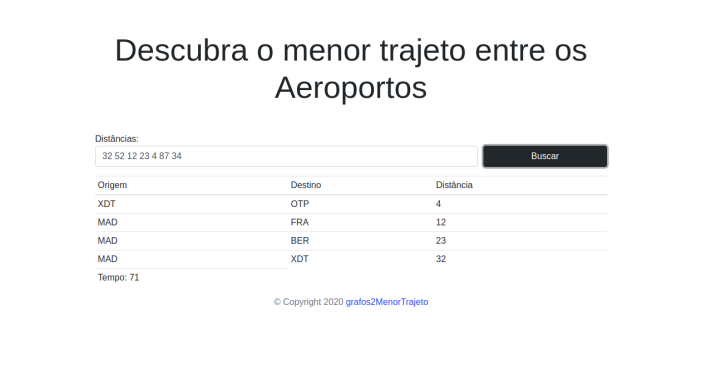 Descubra o menor trajeto entre os
Aeroportos
Distâncias:
32 52 12 23 4 87 34 Buscar
Origem Destino Distância
XDT OTP 4
MAD FRA 12
MAD BER 23
MAD XDT 32
Tempo: 71
© Copyright 2020 grafos2MenorTrajeto